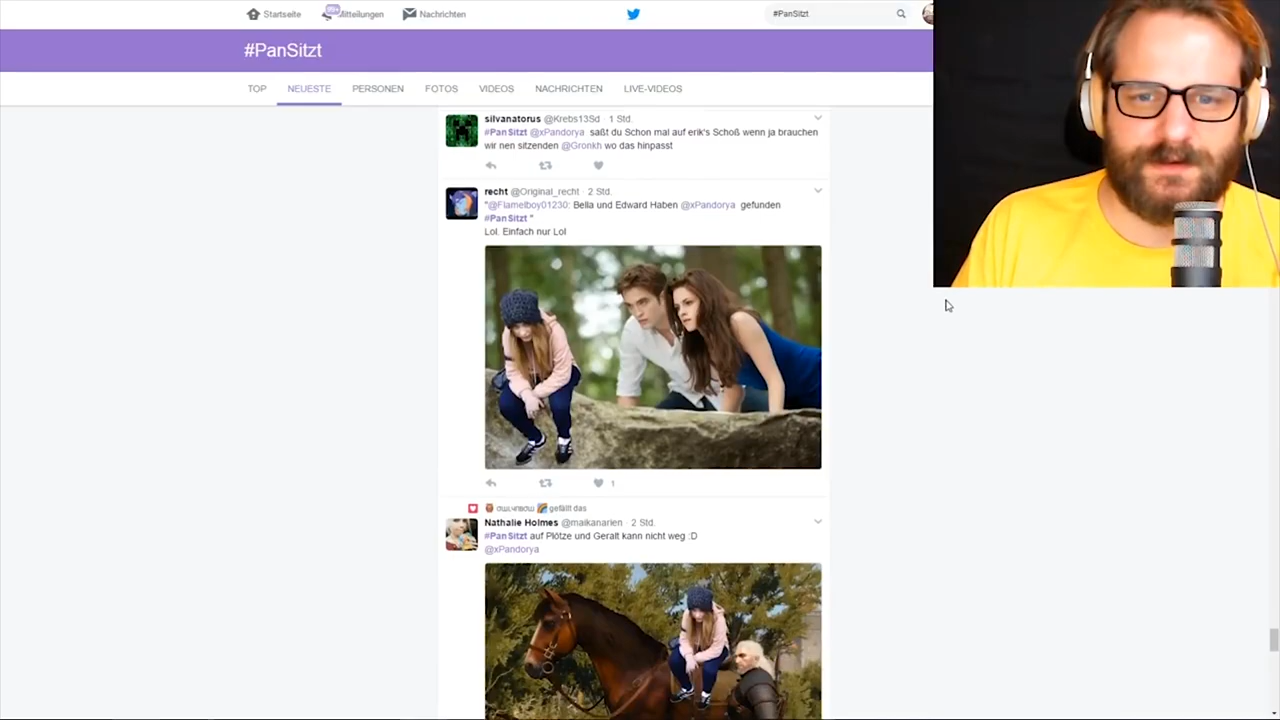 Startseite
99+
Mitteilungen
Nachrichten
#PanSitzt
#PanSitzt
TOP
NEUESTE
PERSONEN
FOTOS
VIDEOS
NACHRICHTEN
LIVE-VIDEOS
silvanatorus @Krebs13Sd · 1 Std.
#PanSitzt @xPandorya saßt du Schon mal auf erik's Schoß wenn ja brauchen
wir nen sitzenden @Gronkh wo das hinpasst
recht @Original_recht · 2 Std.
"@Flamelboy01230: Bella und Edward Haben @xPandorya gefunden
#PanSitzt "
Lol. Einfach nur Lol
1
gefällt das
Nathalie Holmes @maikanarien · 2 Std.
#PanSitzt auf Plötze und Geralt kann nicht weg :D
@xPandorya